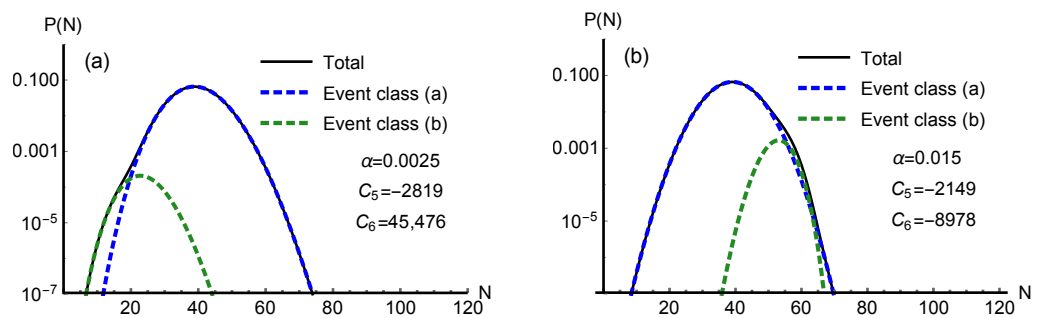 P(N)
(a)
Total
Event class (a)
Event class (b)
α=0.0025
C5=−2819
C6=45,476
0.100
0.001
10^-5
10^-7
20 40 60 80 100 120
N
P(N)
(b)
Total
Event class (a)
Event class (b)
α=0.015
C5=−2149
C6=−8978
0.100
0.001
10^-5
20 40 60 80 100 120
N